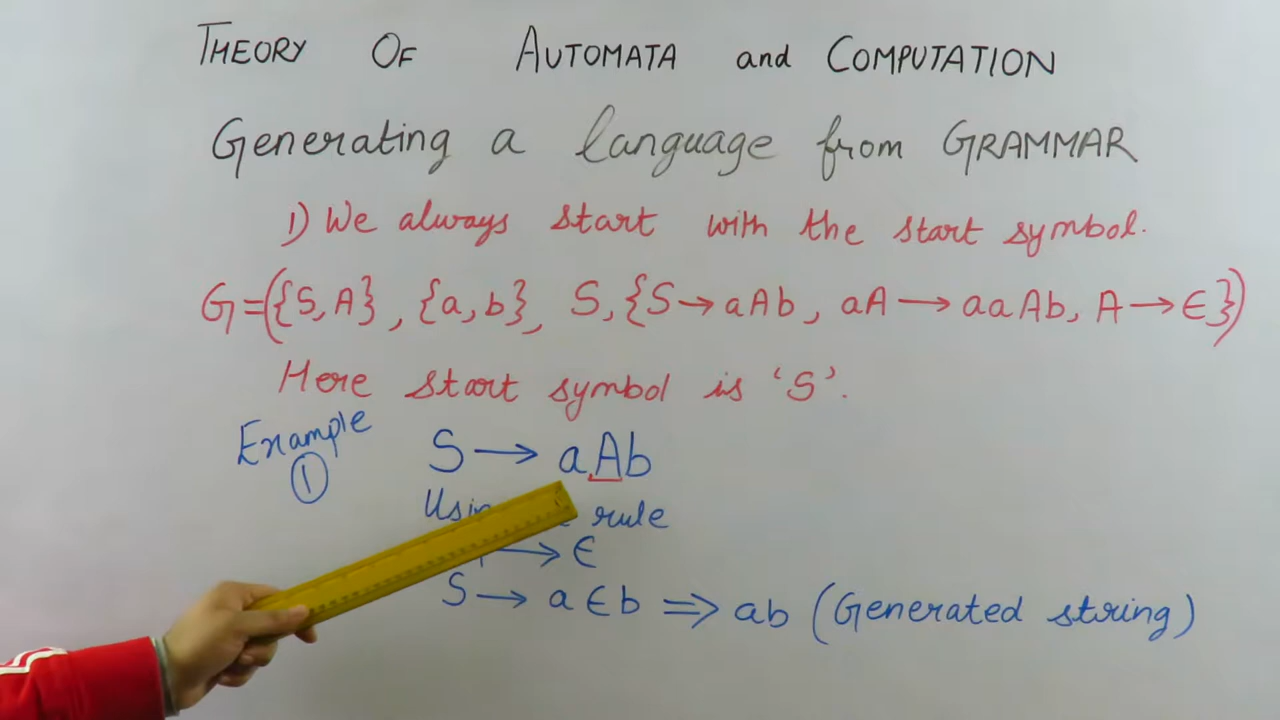 THEORY OF AUTOMATA and COMPUTATION
Generating a language from GRAMMAR
1) We always start with the start symbol.
G=({S,A}, {a,b}, S, {S→aAb, aA→aaAb, A→ϵ})
Here start symbol is 'S'.
Example
①
S→aAb
rule
→ϵ
S→aϵb ⇒ ab (Generated string)